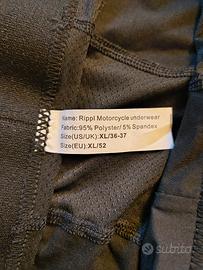 Name: Rippl Motorcycle underwear
Fabric:95% Polyester/ 5% Spandex
Size(US/UK):XL/36-37
Size(EU):XL/52
subito